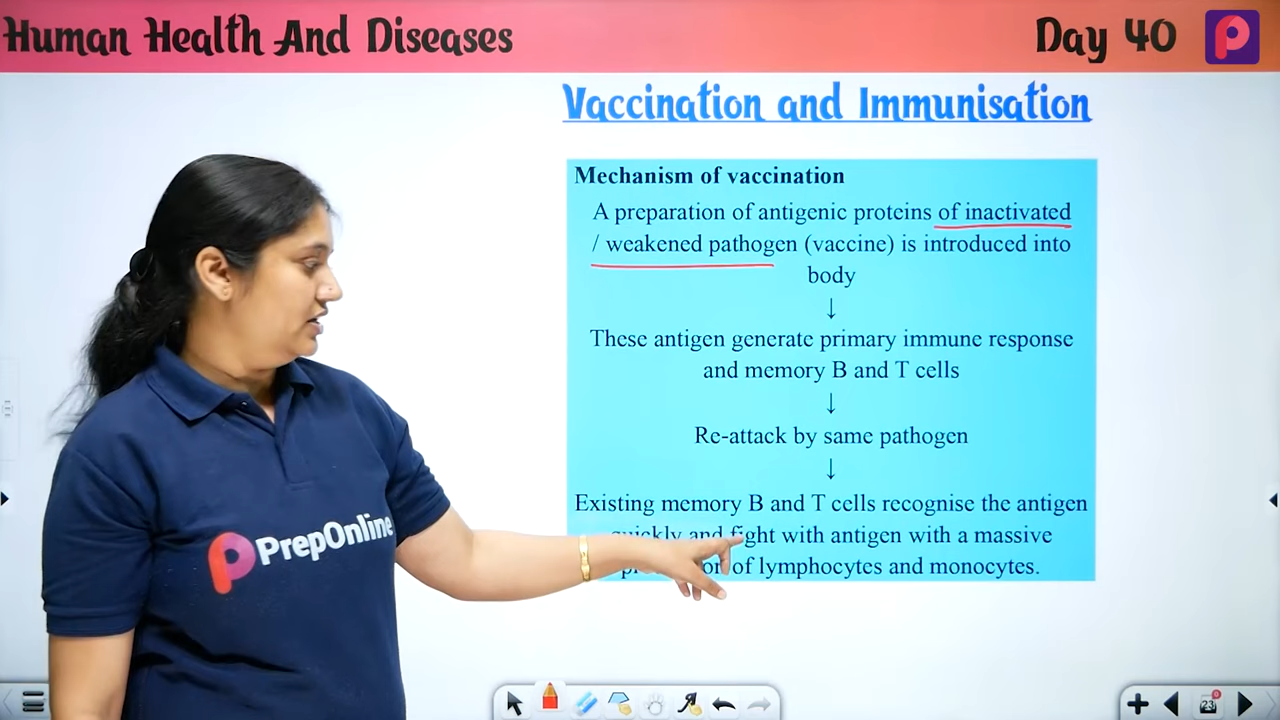 Human Health And Diseases
Day 40
Vaccination and Immunisation
Mechanism of vaccination
A preparation of antigenic proteins of inactivated
/ weakened pathogen (vaccine) is introduced into
body
↓
These antigen generate primary immune response
and memory B and T cells
↓
Re-attack by same pathogen
↓
Existing memory B and T cells recognise the antigen
quickly and fight with antigen with a massive
of lymphocytes and monocytes.
PrepOnline
23